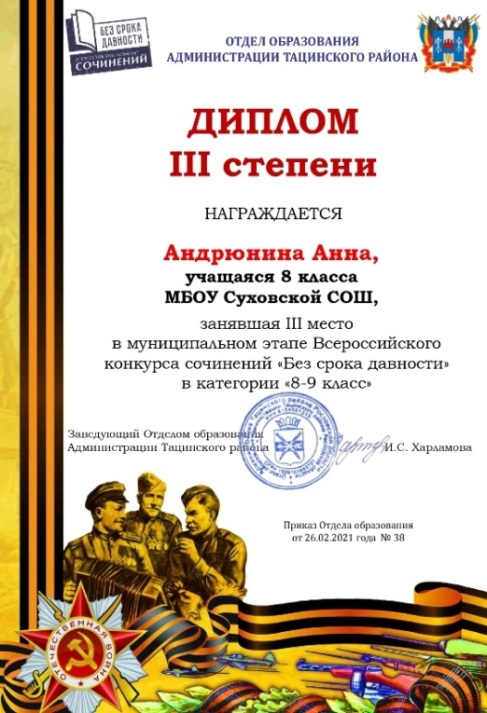 БЕЗ СРОКА
ДАВНОСТИ
СОЧИНЕНИЙ
ОТДЕЛ ОБРАЗОВАНИЯ
АДМИНИСТРАЦИИ ТАЦИНСКОГО РАЙОНА
ДИПЛОМ
III степени
НАГРАЖДАЕТСЯ
Андрюнина Анна,
учащаяся 8 класса
МБОУ Суховской СОШ,
занявшая III место
в муниципальном этапе Всероссийского
конкурса сочинений «Без срока давности»
в категории «8-9 класс»
Заведующий Отделом образования
Администрации Тацинского района И.С. Харламова
Приказ Отдела образования
от 26.02.2021 года № 38
ОТЕЧЕСТВЕННАЯ ВОЙНА